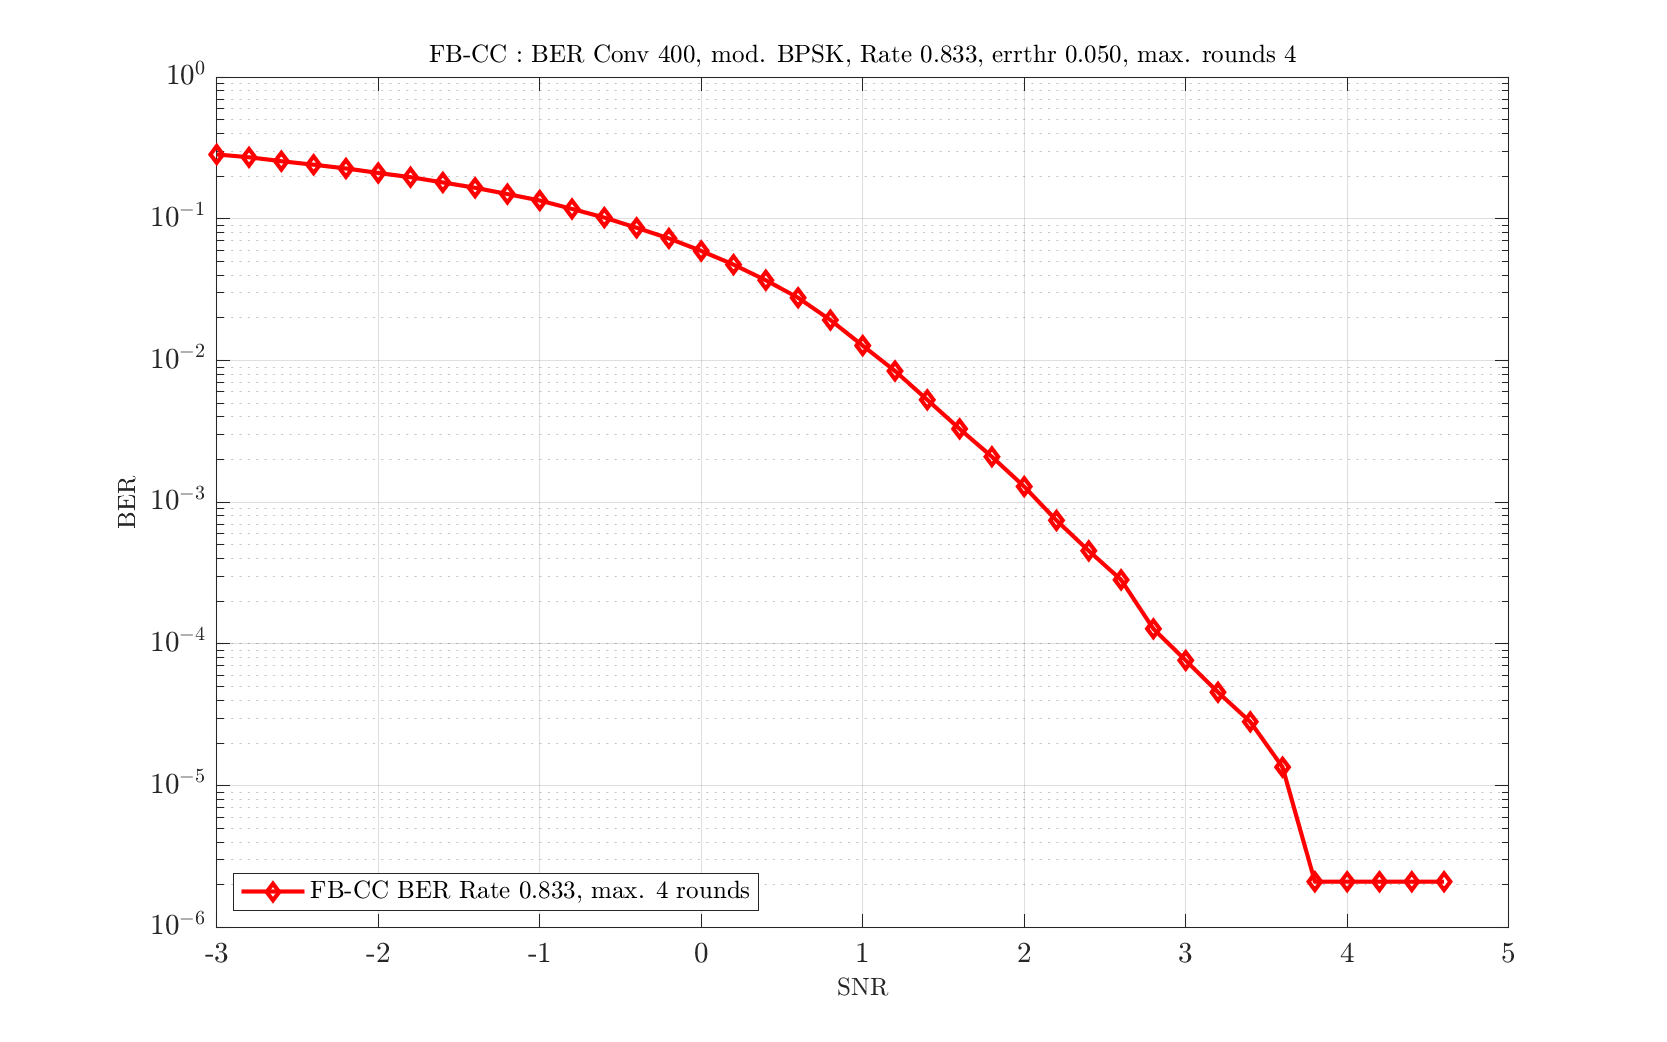 FB-CC : BER Conv 400, mod. BPSK, Rate 0.833, errthr 0.050, max. rounds 4
10^0
10^-1
10^-2
10^-3
10^-4
10^-5
10^-6
BER
FB-CC BER Rate 0.833, max. 4 rounds
-3 -2 -1 0 1 2 3 4 5
SNR